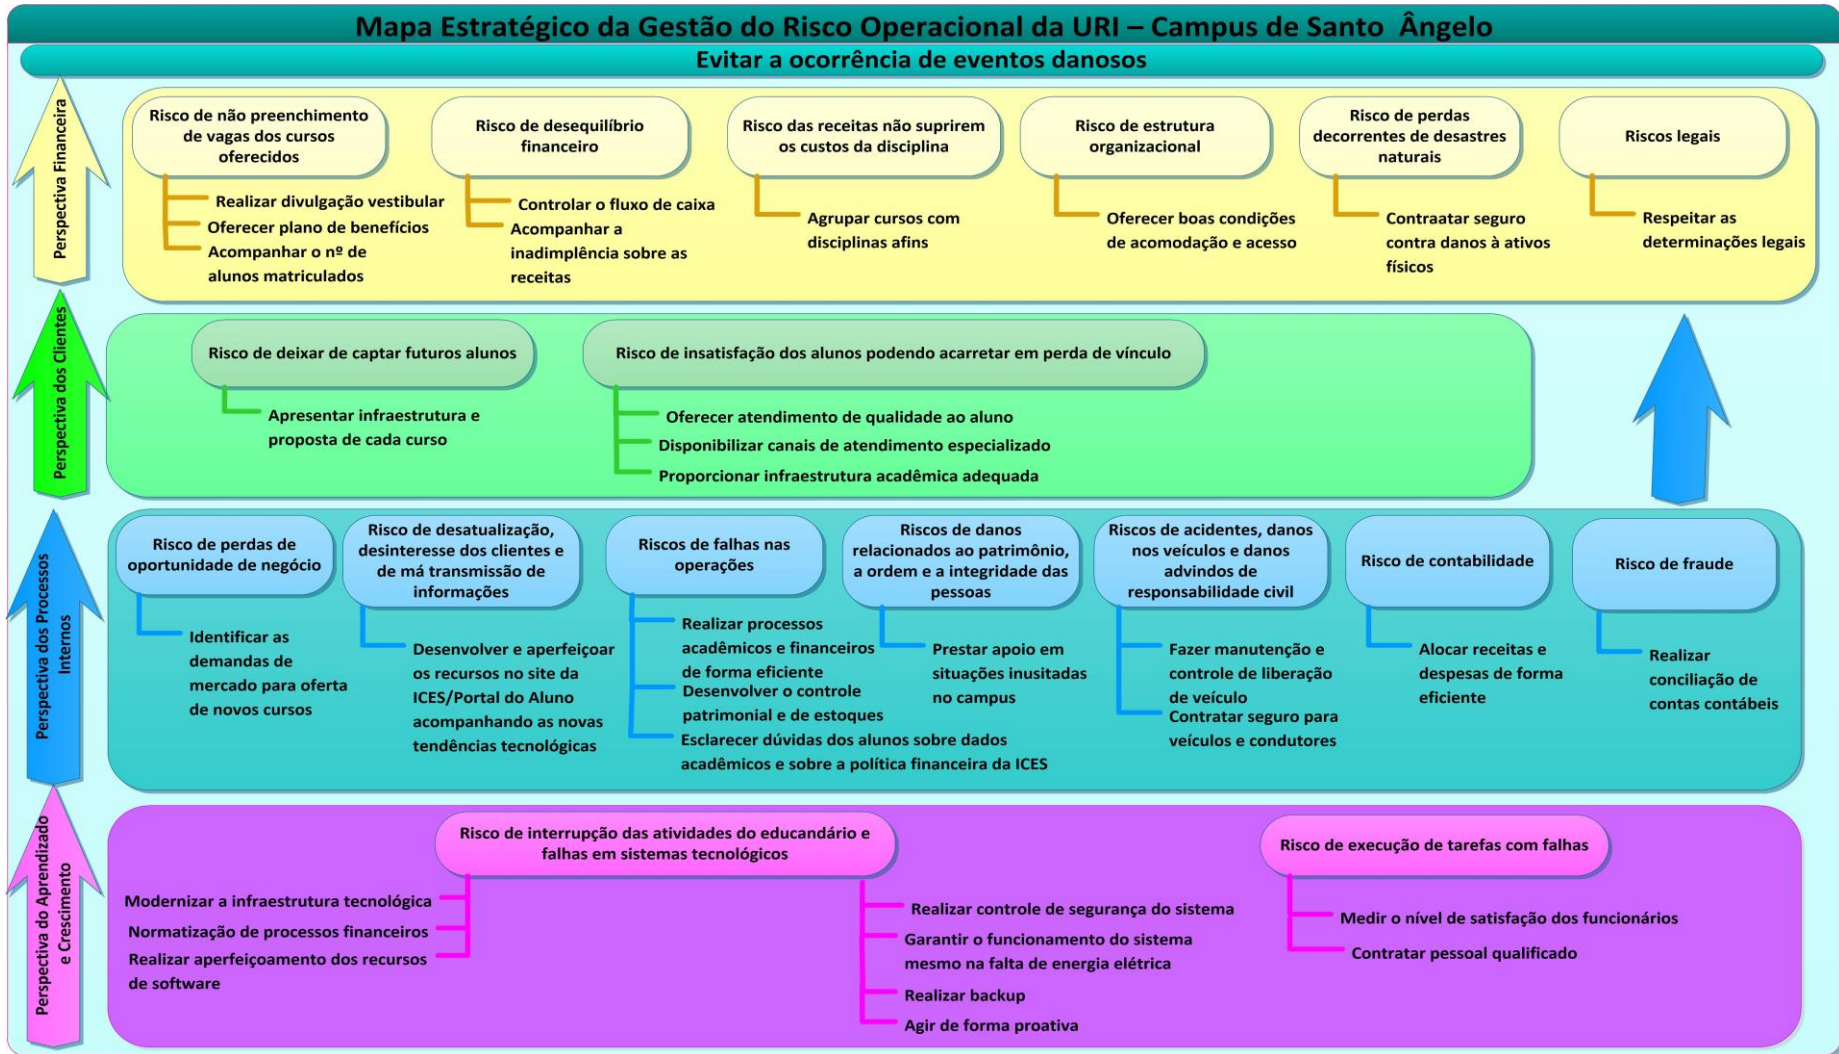 Mapa Estratégico da Gestão do Risco Operacional da URI – Campus de Santo Ângelo
Evitar a ocorrência de eventos danosos
Perspectiva Financeira
Risco de não preenchimento
de vagas dos cursos
oferecidos
Realizar divulgação vestibular
Oferecer plano de benefícios
Acompanhar o nº de
alunos matriculados
Risco de desequilíbrio
financeiro
Controlar o fluxo de caixa
Acompanhar a
inadimplência sobre as
receitas
Risco das receitas não suprirem
os custos da disciplina
Agrupar cursos com
disciplinas afins
Risco de estrutura
organizacional
Oferecer boas condições
de acomodação e acesso
Risco de perdas
decorrentes de desastres
naturais
Contraatar seguro
contra danos à ativos
físicos
Riscos legais
Respeitar as
determinações legais
Perspectiva dos Clientes
Risco de deixar de captar futuros alunos
Apresentar infraestrutura e
proposta de cada curso
Risco de insatisfação dos alunos podendo acarretar em perda de vínculo
Oferecer atendimento de qualidade ao aluno
Disponibilizar canais de atendimento especializado
Proporcionar infraestrutura acadêmica adequada
Perspectiva dos Processos
Internos
Risco de perdas de
oportunidade de negócio
Identificar as
demandas de
mercado para oferta
de novos cursos
Risco de desatualização,
desinteresse dos clientes e
de má transmissão de
informações
Desenvolver e aperfeiçoar
os recursos no site da
ICES/Portal do Aluno
acompanhando as novas
tendências tecnológicas
Riscos de falhas nas
operações
Realizar processos
acadêmicos e financeiros
de forma eficiente
Desenvolver o controle
patrimonial e de estoques
Esclarecer dúvidas dos alunos sobre dados
acadêmicos e sobre a política financeira da ICES
Riscos de danos
relacionados ao patrimônio,
a ordem e a integridade das
pessoas
Prestar apoio em
situações inusitadas
no campus
Riscos de acidentes, danos
nos veículos e danos
advindos de
responsabilidade civil
Fazer manutenção e
controle de liberação
de veículo
Contratar seguro para
veículos e condutores
Risco de contabilidade
Alocar receitas e
despesas de forma
eficiente
Risco de fraude
Realizar
conciliação de
contas contábeis
Perspectiva do Aprendizado
e Crescimento
Risco de interrupção das atividades do educandário e
falhas em sistemas tecnológicos
Modernizar a infraestrutura tecnológica
Normatização de processos financeiros
Realizar aperfeiçoamento dos recursos
de software
Realizar controle de segurança do sistema
Garantir o funcionamento do sistema
mesmo na falta de energia elétrica
Realizar backup
Agir de forma proativa
Risco de execução de tarefas com falhas
Medir o nível de satisfação dos funcionários
Contratar pessoal qualificado